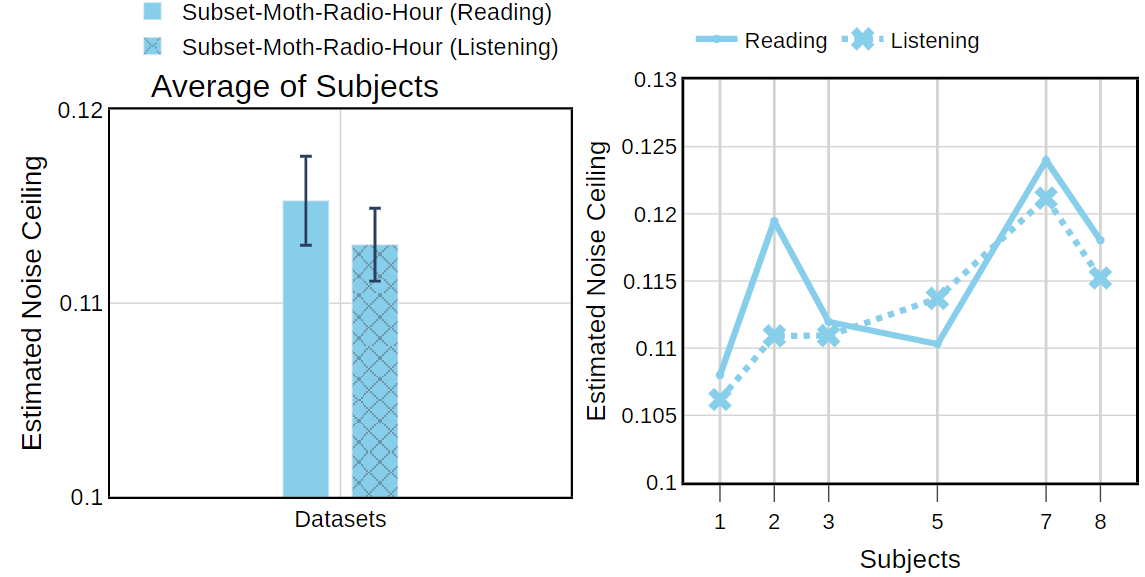 Subset-Moth-Radio-Hour (Reading)
Subset-Moth-Radio-Hour (Listening)
Average of Subjects
Estimated Noise Ceiling
0.12
0.11
0.1
Datasets
Reading
Listening
Estimated Noise Ceiling
0.13
0.125
0.12
0.115
0.11
0.105
0.1
1 2 3 5 7 8
Subjects